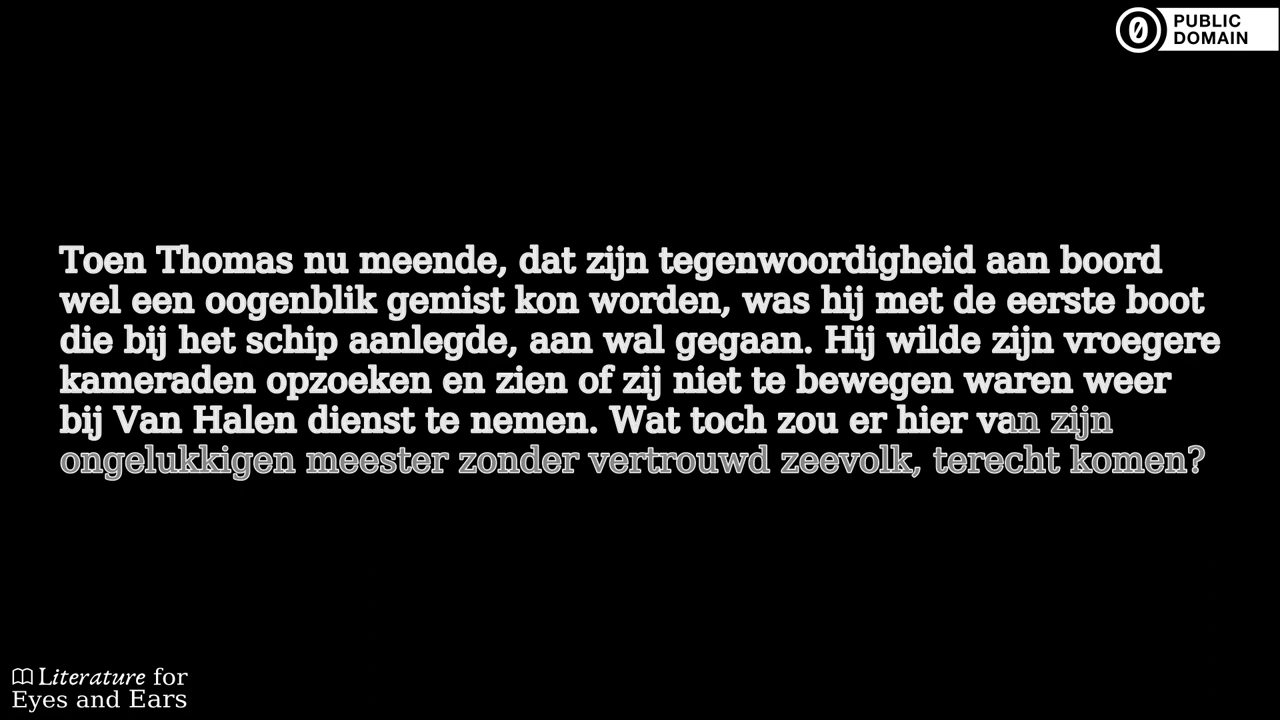 PUBLIC
DOMAIN
Toen Thomas nu meende, dat zijn tegenwoordigheid aan boord
wel een oogenblik gemist kon worden, was hij met de eerste boot
die bij het schip aanlegde, aan wal gegaan. Hij wilde zijn vroegere
kameraden opzoeken en zien of zij niet te bewegen waren weer
bij Van Halen dienst te nemen. Wat toch zou er hier van zijn
ongelukkigen meester zonder vertrouwd zeevolk, terecht komen?
Literature for
Eyes and Ears